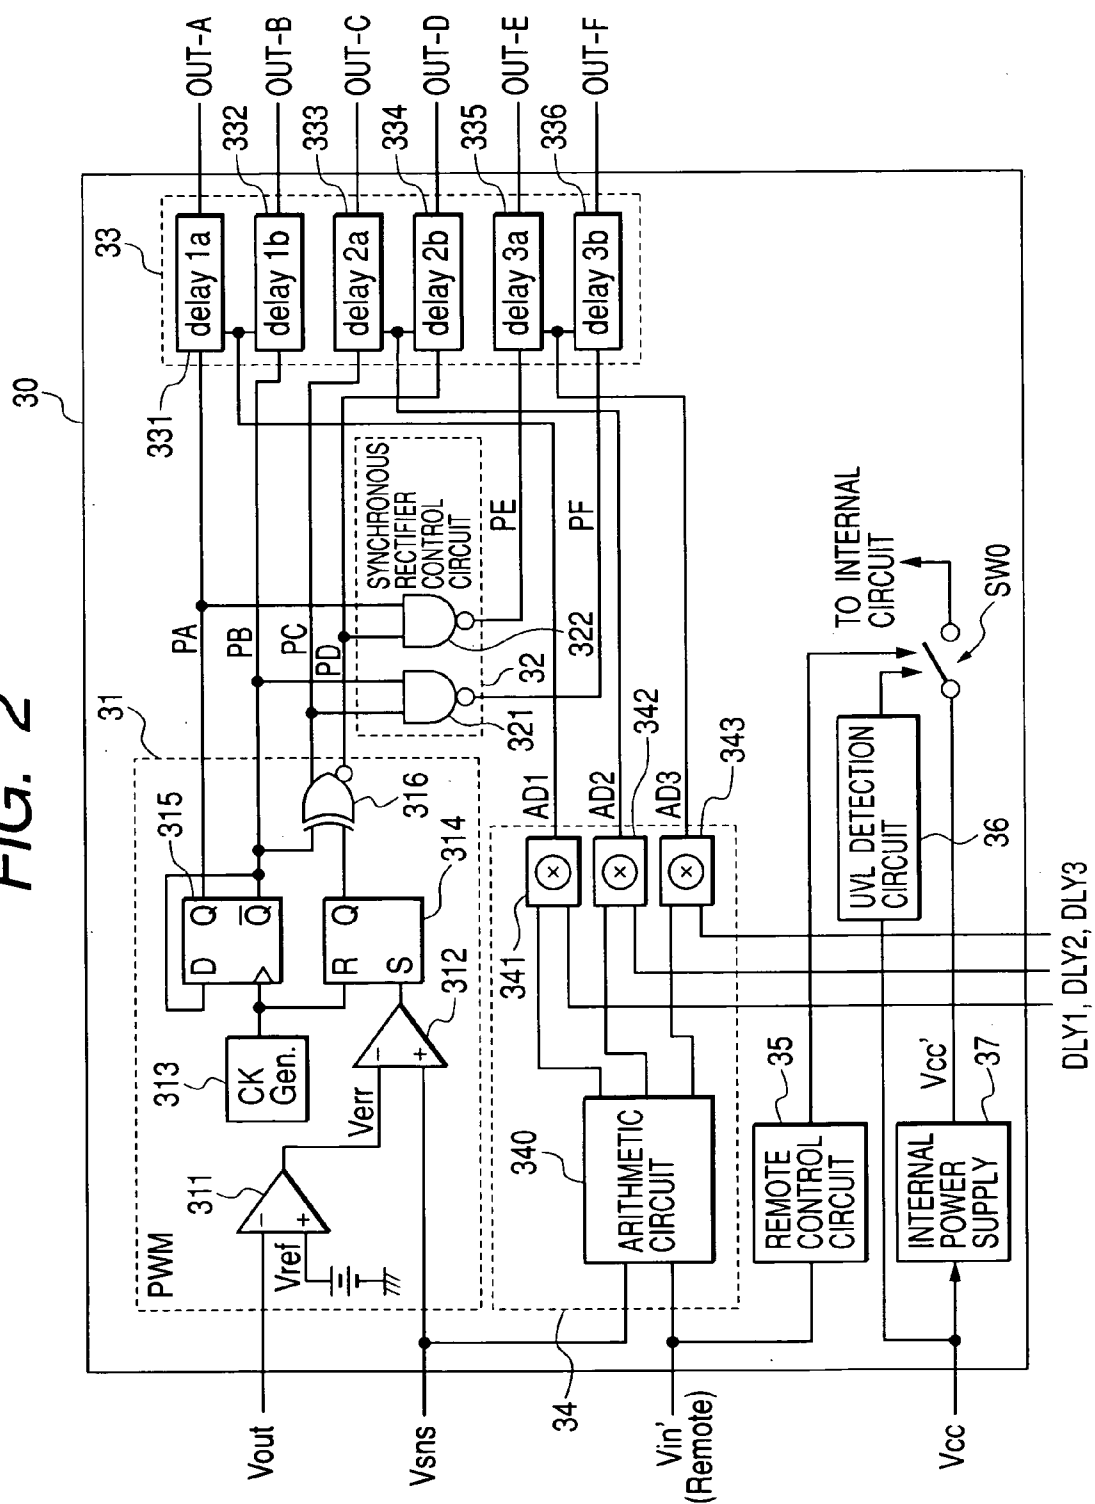 FIG. 2
30
31
PWM
Vout
Vref
311
Verr
Vsns
313
CK
Gen.
312
315
D
Q
Q̅
R
Q
S
314
316
PA
PB
PC
PD
SYNCHRONOUS
RECTIFIER
CONTROL
CIRCUIT
321
322
32
PE
PF
33
331
delay 1a
332
delay 1b
333
delay 2a
334
delay 2b
335
delay 3a
336
delay 3b
OUT-A
OUT-B
OUT-C
OUT-D
OUT-E
OUT-F
34
340
ARITHMETIC
CIRCUIT
341
342
343
AD1
AD2
AD3
Vin'
(Remote)
35
REMOTE
CONTROL
CIRCUIT
Vcc
INTERNAL
POWER
SUPPLY
37
Vcc'
UVL DETECTION
CIRCUIT
36
TO INTERNAL
CIRCUIT
SW0
DLY1, DLY2, DLY3